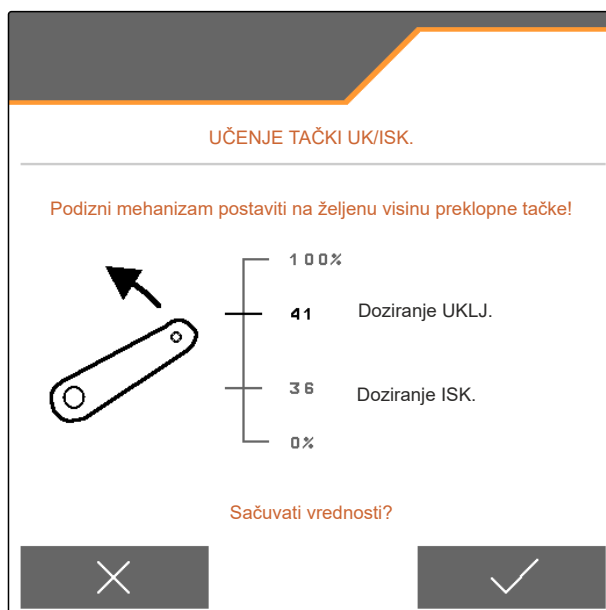 UČENJE TAČKI UK/ISK.
Podizni mehanizam postaviti na željenu visinu preklopne tačke!
100%
41 Doziranje UKLJ.
36 Doziranje ISK.
0%
Sačuvati vrednosti?